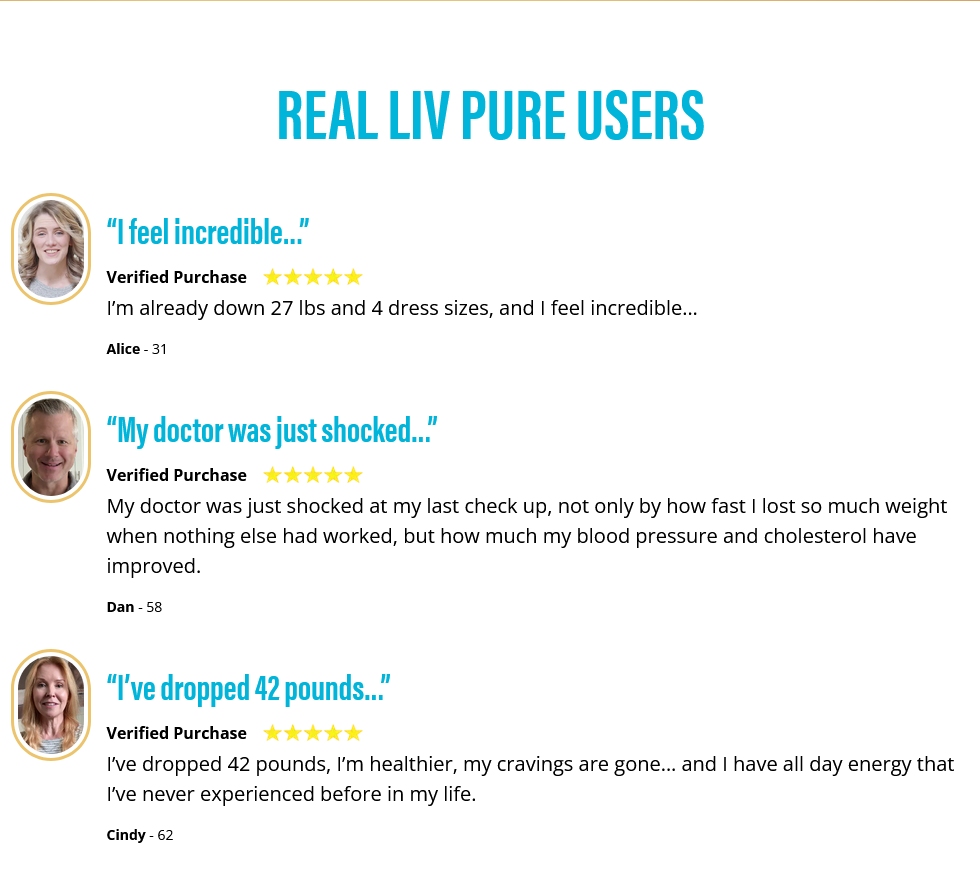 REAL LIV PURE USERS
“I feel incredible...”
Verified Purchase
I’m already down 27 lbs and 4 dress sizes, and I feel incredible...
Alice - 31
“My doctor was just shocked...”
Verified Purchase
My doctor was just shocked at my last check up, not only by how fast I lost so much weight
when nothing else had worked, but how much my blood pressure and cholesterol have
improved.
Dan - 58
“I’ve dropped 42 pounds...”
Verified Purchase
I’ve dropped 42 pounds, I’m healthier, my cravings are gone... and I have all day energy that
I’ve never experienced before in my life.
Cindy - 62